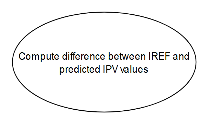 Compute difference between IREF and
predicted IPV values